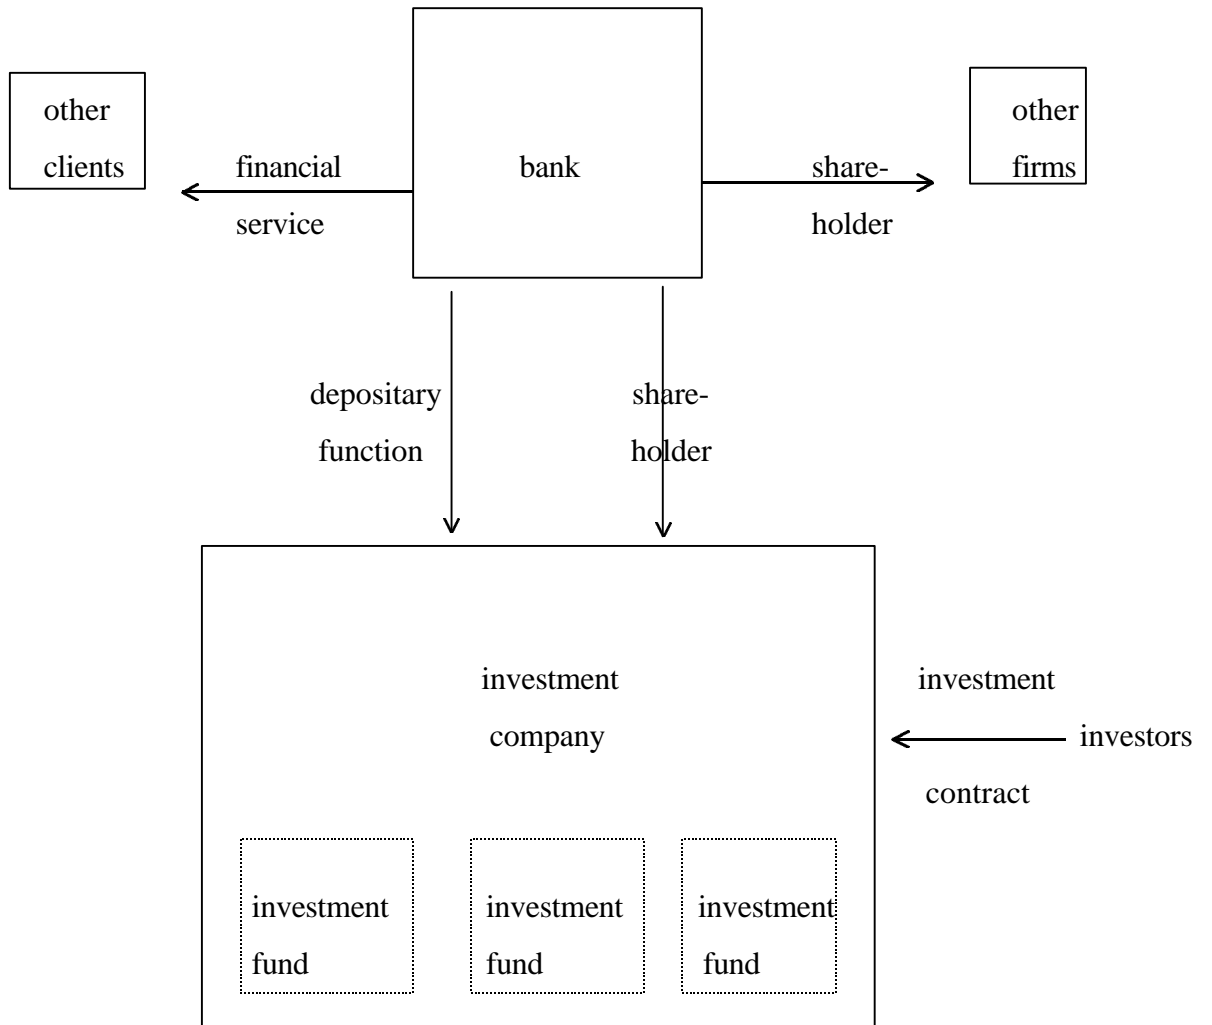 other
clients
financial
service
bank
share-
holder
other
firms
depositary
function
share-
holder
investment
company
investment
contract
investors
investment
fund
investment
fund
investment
fund